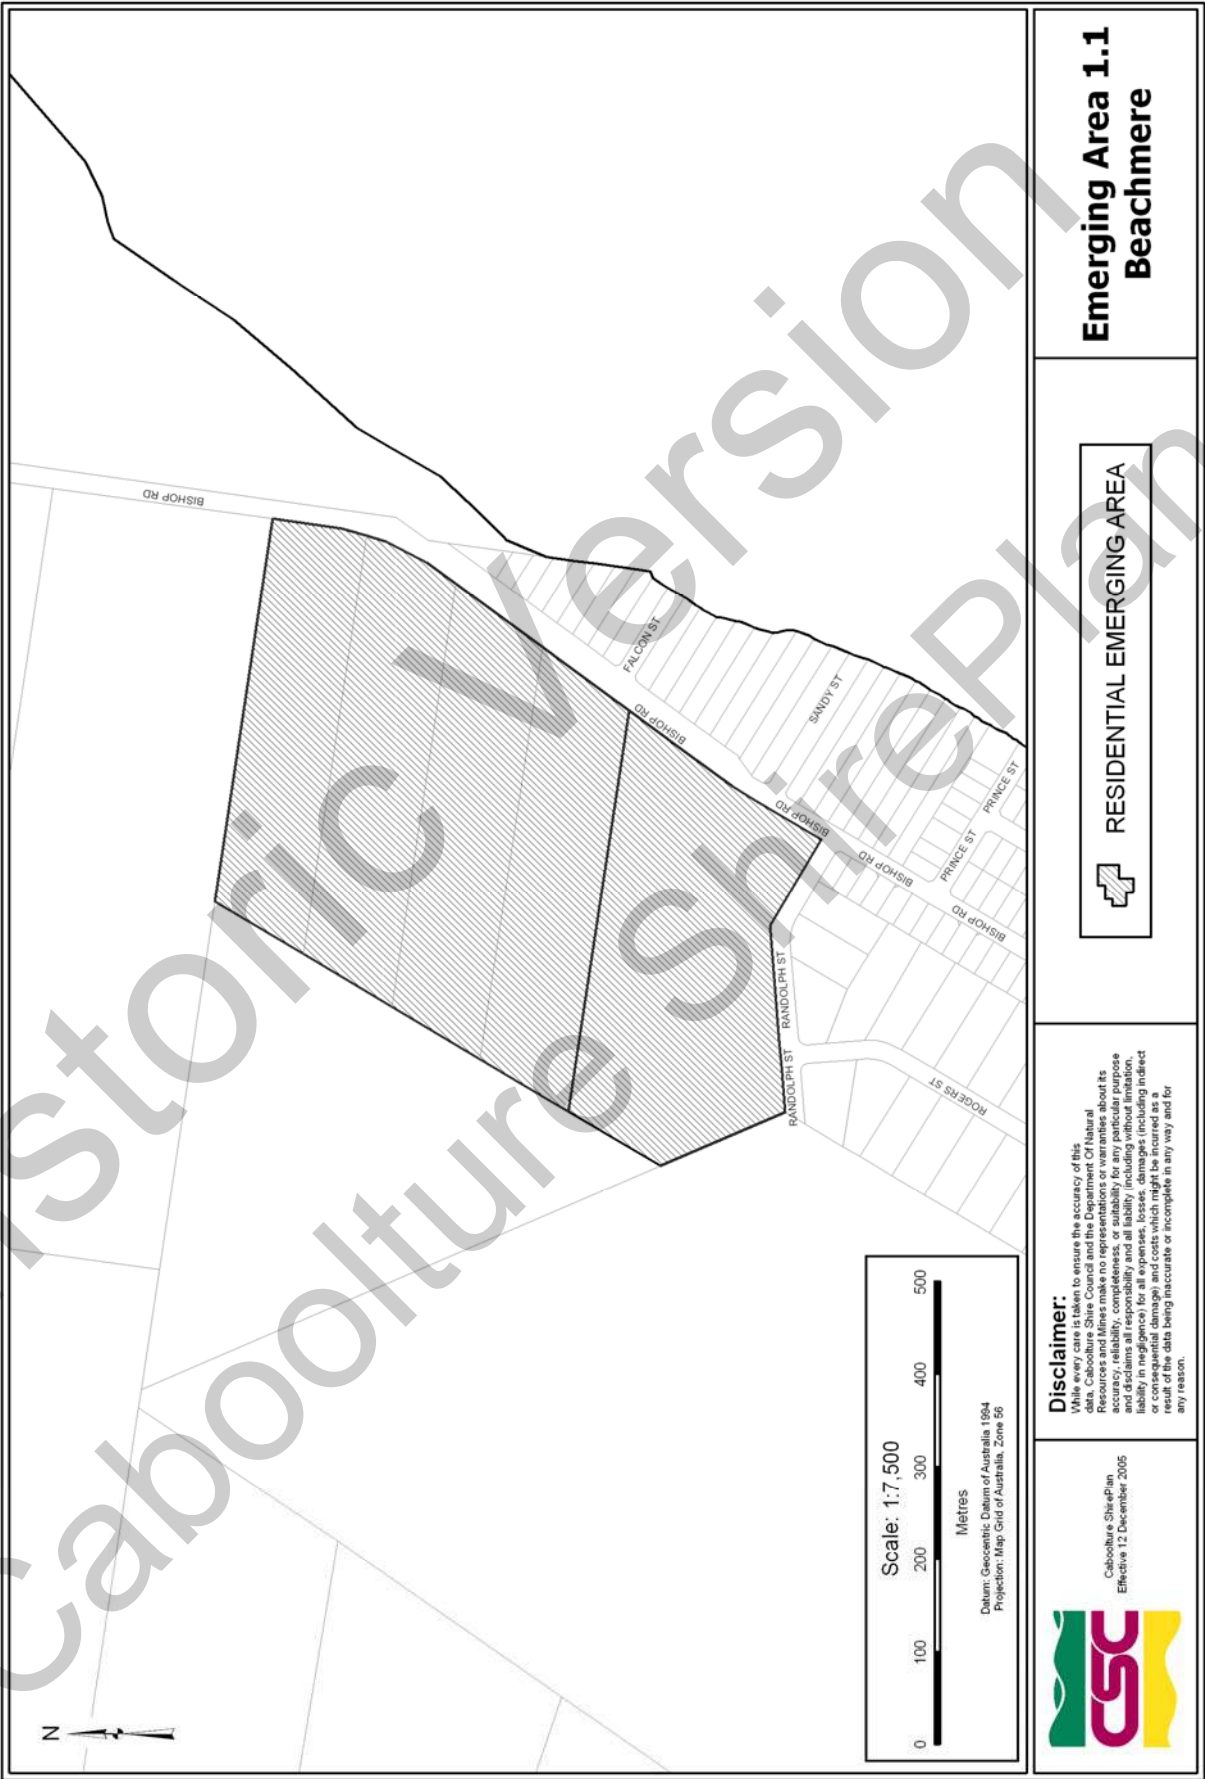 N
BISHOP RD
FALCON ST
BISHOP RD
SANDY ST
BISHOP RD
PRINCE ST
BISHOP RD
PRINCE ST
BISHOP RD
RANDOLPH ST
RANDOLPH ST
ROGERS ST
Scale: 1:7,500
0 100 200 300 400 500
Metres
Datum: Geocentric Datum of Australia 1994
Projection: Map Grid of Australia, Zone 56
CSC
Caboolture ShirePlan
Effective 12 December 2005
Disclaimer:
While every care is taken to ensure the accuracy of this
data, Caboolture Shire Council and the Department Of Natural
Resources and Mines make no representations or warranties about its
accuracy, reliability, completeness, or suitability for any particular purpose
and disclaims all responsibility and all liability (including without limitation,
liability in negligence) for all expenses, losses, damages (including indirect
or consequential damage) and costs which might be incurred as a
result of the data being inaccurate or incomplete in any way and for
any reason.
RESIDENTIAL EMERGING AREA
Emerging Area 1.1
Beachmere
istoric Version
Caboolture ShirePlan